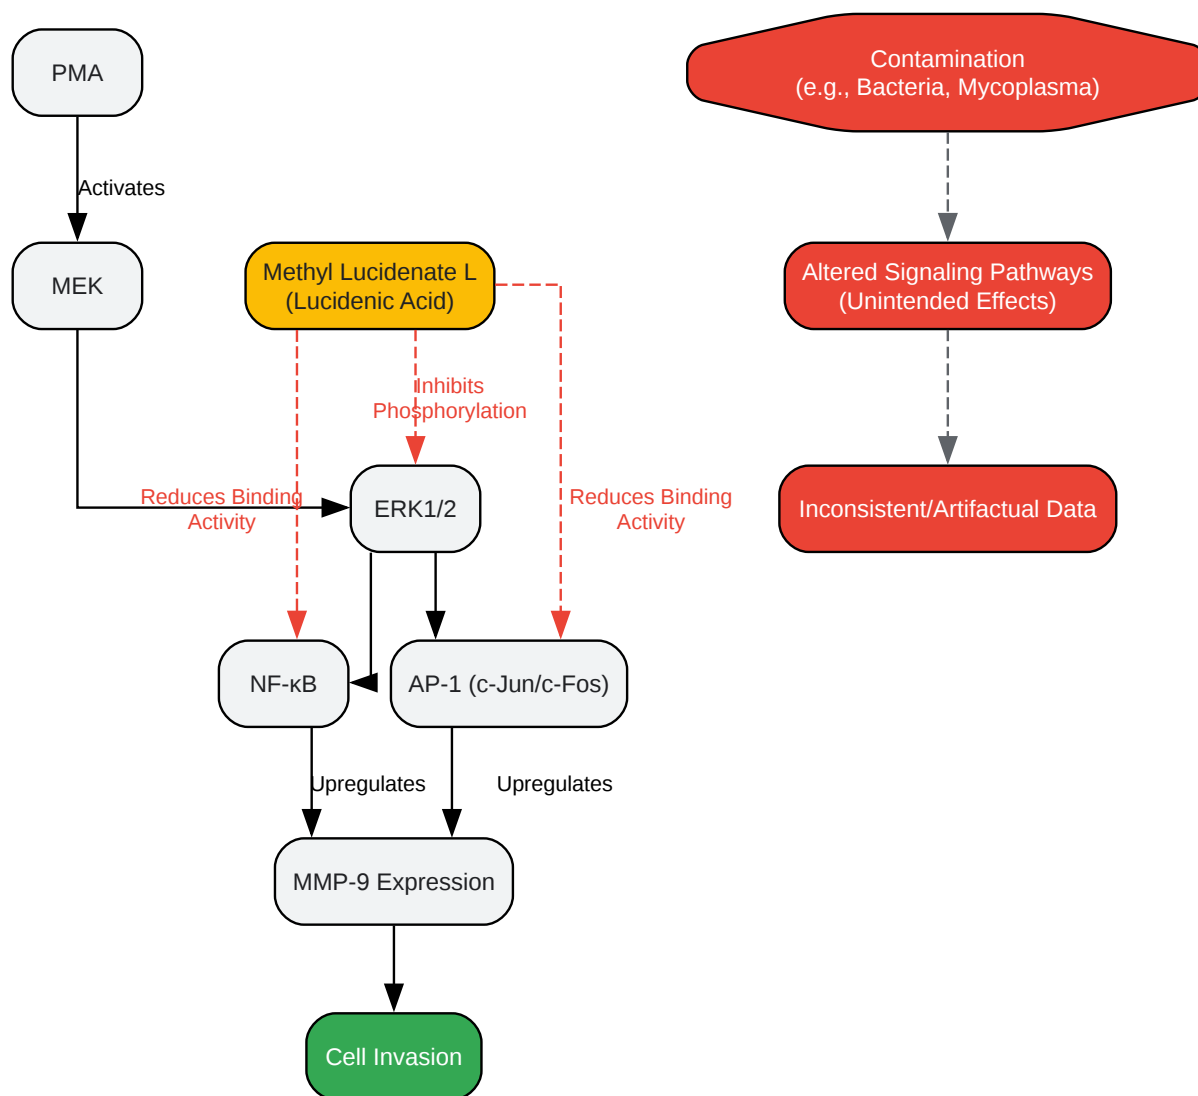 PMA
Contamination
(e.g., Bacteria, Mycoplasma)
Activates
MEK
Methyl Lucidenate L
(Lucidenic Acid)
Altered Signaling Pathways
(Unintended Effects)
Inhibits
Phosphorylation
Reduces Binding
Activity
ERK1/2
Reduces Binding
Activity
Inconsistent/Artifactual Data
NF-κB
AP-1 (c-Jun/c-Fos)
Upregulates
Upregulates
MMP-9 Expression
Cell Invasion